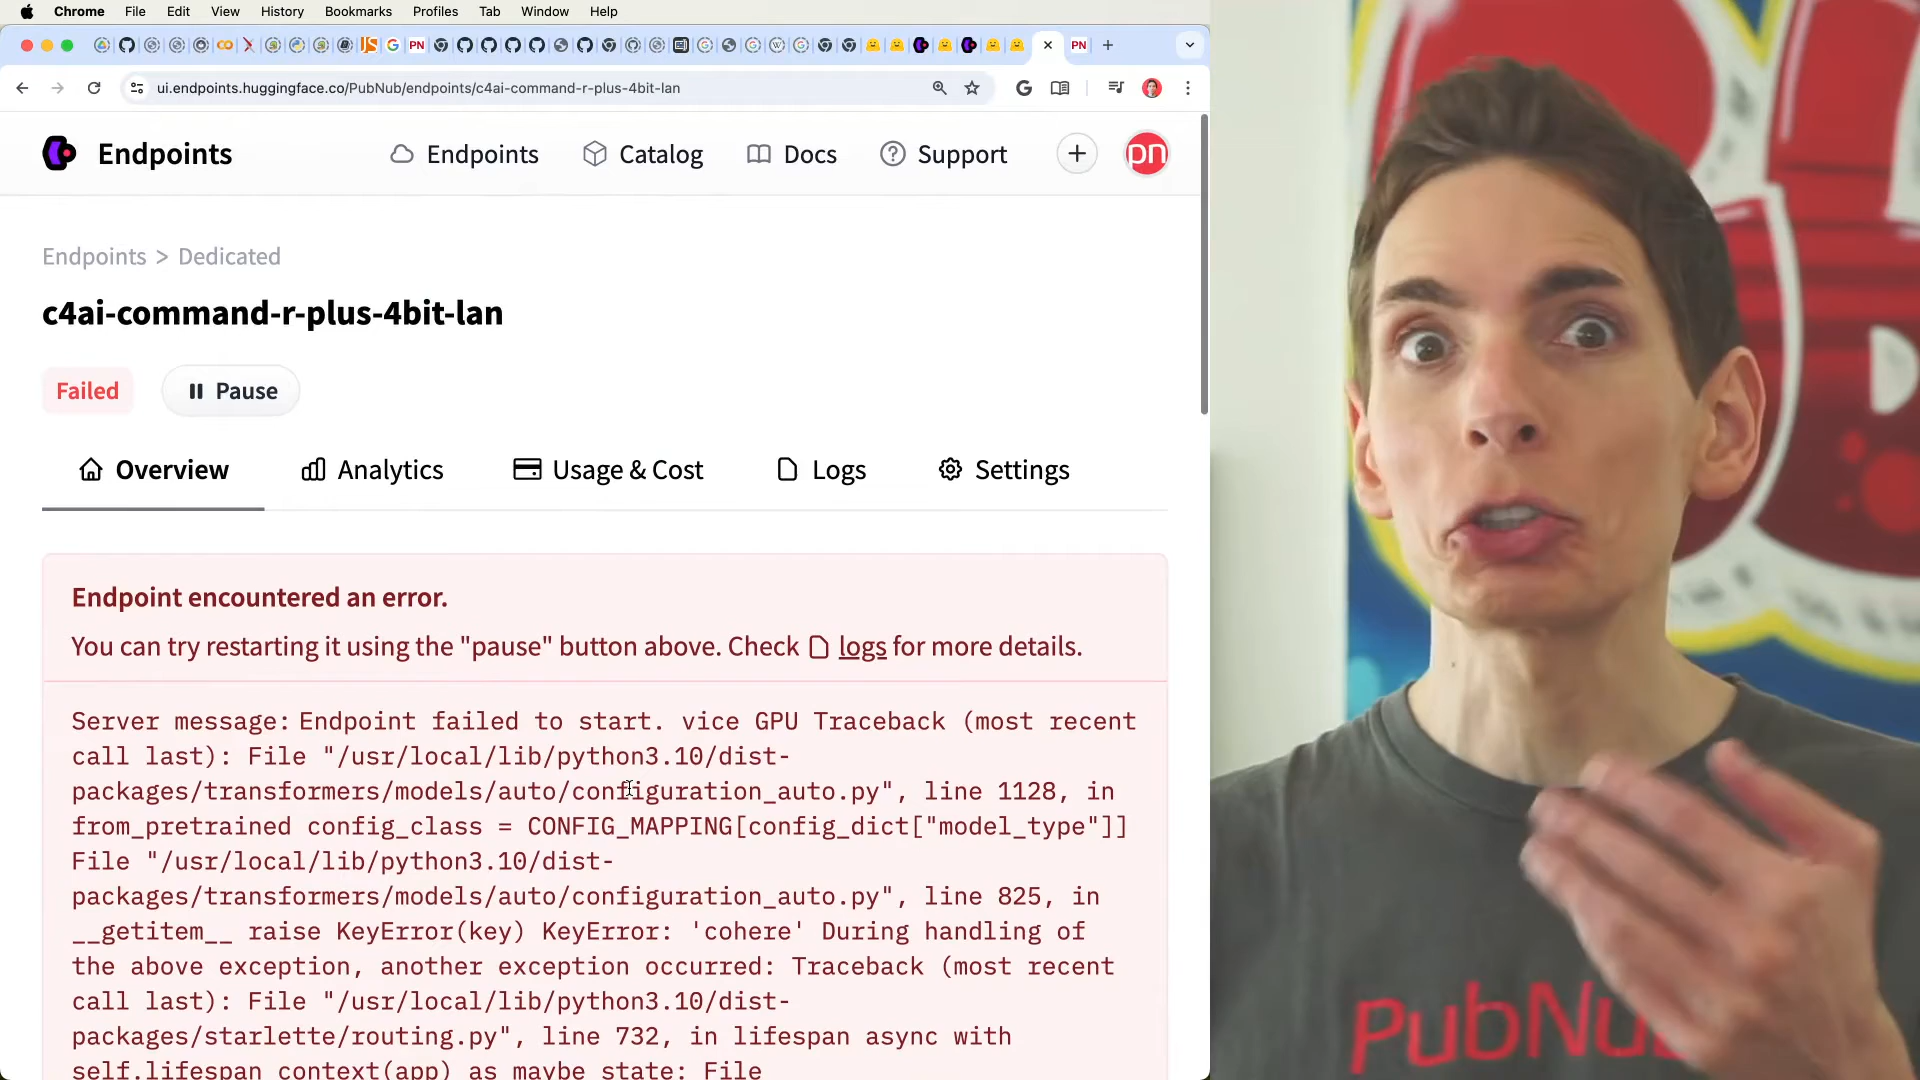 Chrome File Edit View History Bookmarks Profiles Tab Window Help
ui.endpoints.huggingface.co/PubNub/endpoints/c4ai-command-r-plus-4bit-lan
Endpoints
Endpoints Catalog Docs Support
pn
Endpoints > Dedicated
c4ai-command-r-plus-4bit-lan
Failed Pause
Overview Analytics Usage & Cost Logs Settings
Endpoint encountered an error.
You can try restarting it using the "pause" button above. Check logs for more details.
Server message: Endpoint failed to start. vice GPU Traceback (most recent
call last): File "/usr/local/lib/python3.10/dist-
packages/transformers/models/auto/configuration_auto.py", line 1128, in
from_pretrained config_class = CONFIG_MAPPING[config_dict["model_type"]]
File "/usr/local/lib/python3.10/dist-
packages/transformers/models/auto/configuration_auto.py", line 825, in
__getitem__ raise KeyError(key) KeyError: 'cohere' During handling of
the above exception, another exception occurred: Traceback (most recent
call last): File "/usr/local/lib/python3.10/dist-
packages/starlette/routing.py", line 732, in lifespan async with
self.lifespan_context(app) as maybe_state: File